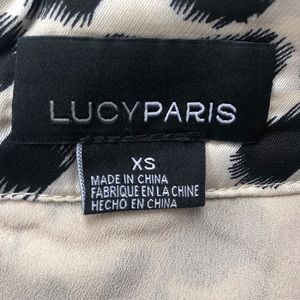 LUCYPARIS
XS
MADE IN CHINA
FABRIQUE EN LA CHINE
HECHO EN CHINA